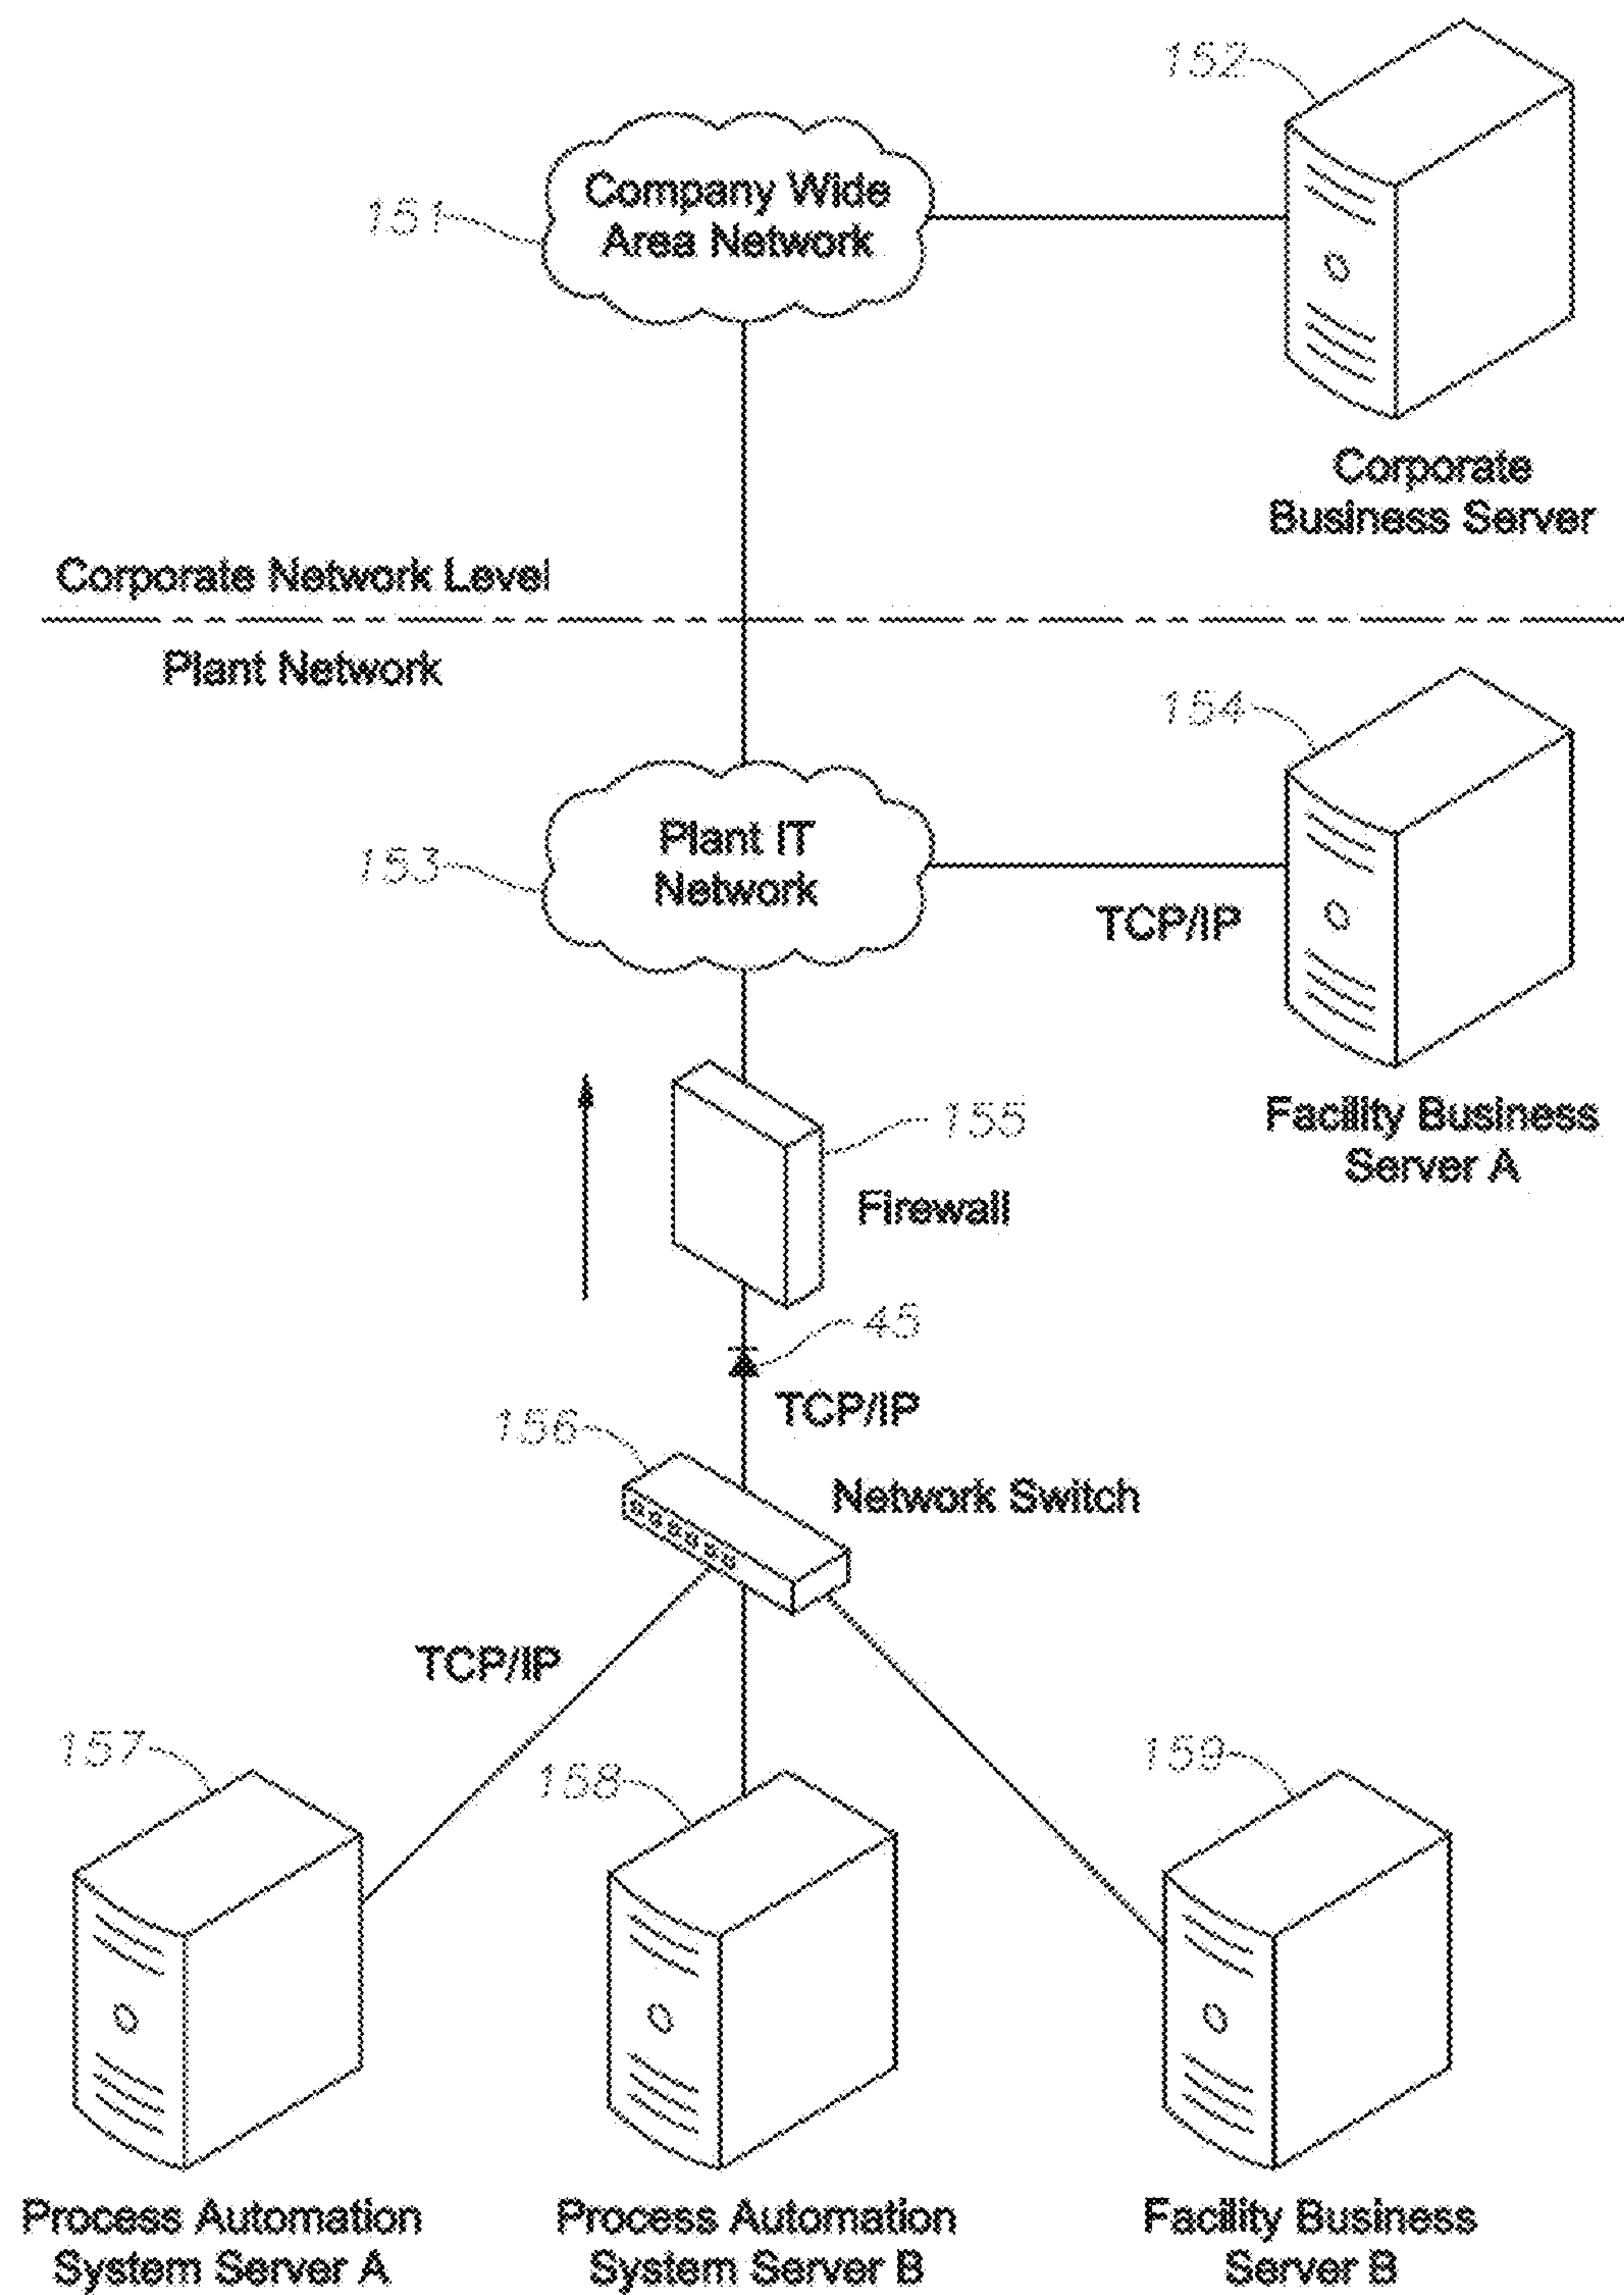 152
Company Wide
Area Network
151
Corporate
Business Server
Corporate Network Level
Plant Network
154
Plant IT
Network
153
TCP/IP
Facility Business
Server A
155
Firewall
45
TCP/IP
156
Network Switch
TCP/IP
157
158
159
Process Automation
System Server A
Process Automation
System Server B
Facility Business
Server B